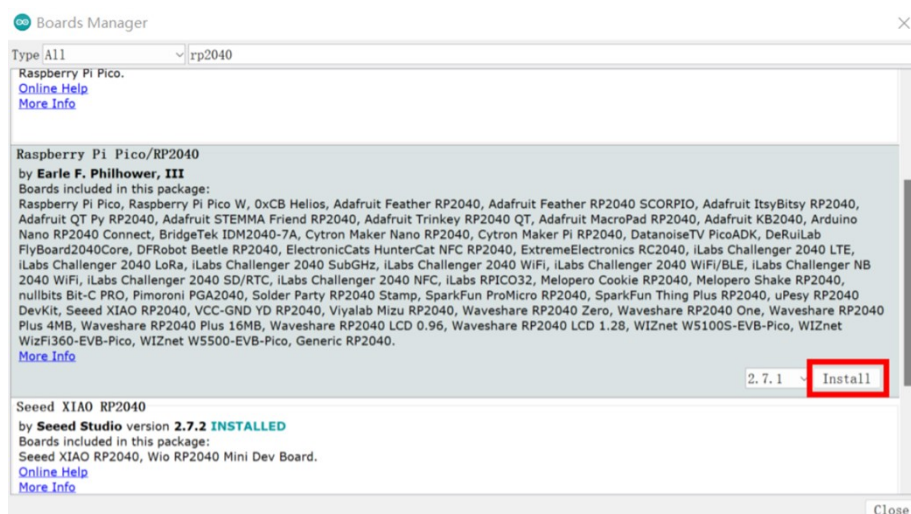 Boards Manager
Type All rp2040
Raspberry Pi Pico.
Online Help
More Info
Raspberry Pi Pico/RP2040
by Earle F. Philhower, III
Boards included in this package:
Raspberry Pi Pico, Raspberry Pi Pico W, 0xCB Helios, Adafruit Feather RP2040, Adafruit Feather RP2040 SCORPIO, Adafruit ItsyBitsy RP2040,
Adafruit QT Py RP2040, Adafruit STEMMA Friend RP2040, Adafruit Trinkey RP2040 QT, Adafruit MacroPad RP2040, Adafruit KB2040, Arduino
Nano RP2040 Connect, BridgeTek IDM2040-7A, Cytron Maker Nano RP2040, Cytron Maker Pi RP2040, DatanoiseTV PicoADK, DeRuiLab
FlyBoard2040Core, DFRobot Beetle RP2040, ElectronicCats HunterCat NFC RP2040, ExtremeElectronics RC2040, iLabs Challenger 2040 LTE,
iLabs Challenger 2040 LoRa, iLabs Challenger 2040 SubGHz, iLabs Challenger 2040 WiFi, iLabs Challenger 2040 WiFi/BLE, iLabs Challenger NB
2040 WiFi, iLabs Challenger 2040 SD/RTC, iLabs Challenger 2040 NFC, iLabs RPICO32, Melopero Cookie RP2040, Melopero Shake RP2040,
nullbits Bit-C PRO, Pimoroni PGA2040, Solder Party RP2040 Stamp, SparkFun ProMicro RP2040, SparkFun Thing Plus RP2040, uPesy RP2040
DevKit, Seeed XIAO RP2040, VCC-GND YD RP2040, Viyalab Mizu RP2040, Waveshare RP2040 Zero, Waveshare RP2040 One, Waveshare RP2040
Plus 4MB, Waveshare RP2040 Plus 16MB, Waveshare RP2040 LCD 0.96, Waveshare RP2040 LCD 1.28, WIZnet W5100S-EVB-Pico, WIZnet
WizFi360-EVB-Pico, WIZnet W5500-EVB-Pico, Generic RP2040.
More Info
2.7.1 Install
Seeed XIAO RP2040
by Seeed Studio version 2.7.2 INSTALLED
Boards included in this package:
Seeed XIAO RP2040, Wio RP2040 Mini Dev Board.
Online Help
More Info
Close